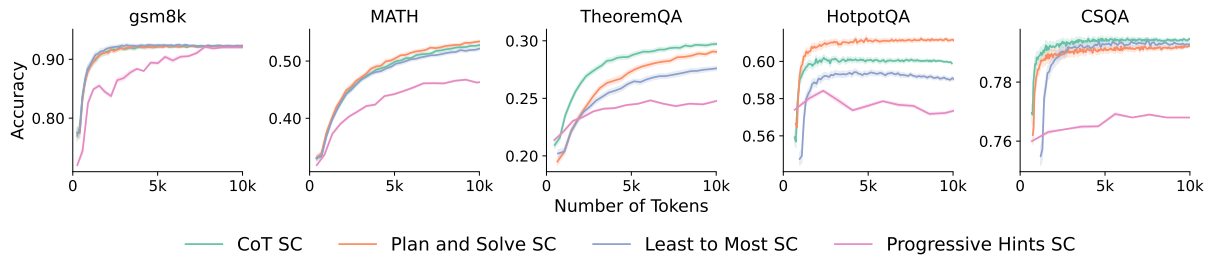 gsm8k
MATH
TheoremQA
HotpotQA
CSQA
Accuracy
0.90
0.80
0 5k 10k
0.50
0.40
0 5k 10k
0.30
0.25
0.20
0 5k 10k
0.60
0.58
0.56
0 5k 10k
0.78
0.76
0 5k 10k
Number of Tokens
CoT SC
Plan and Solve SC
Least to Most SC
Progressive Hints SC